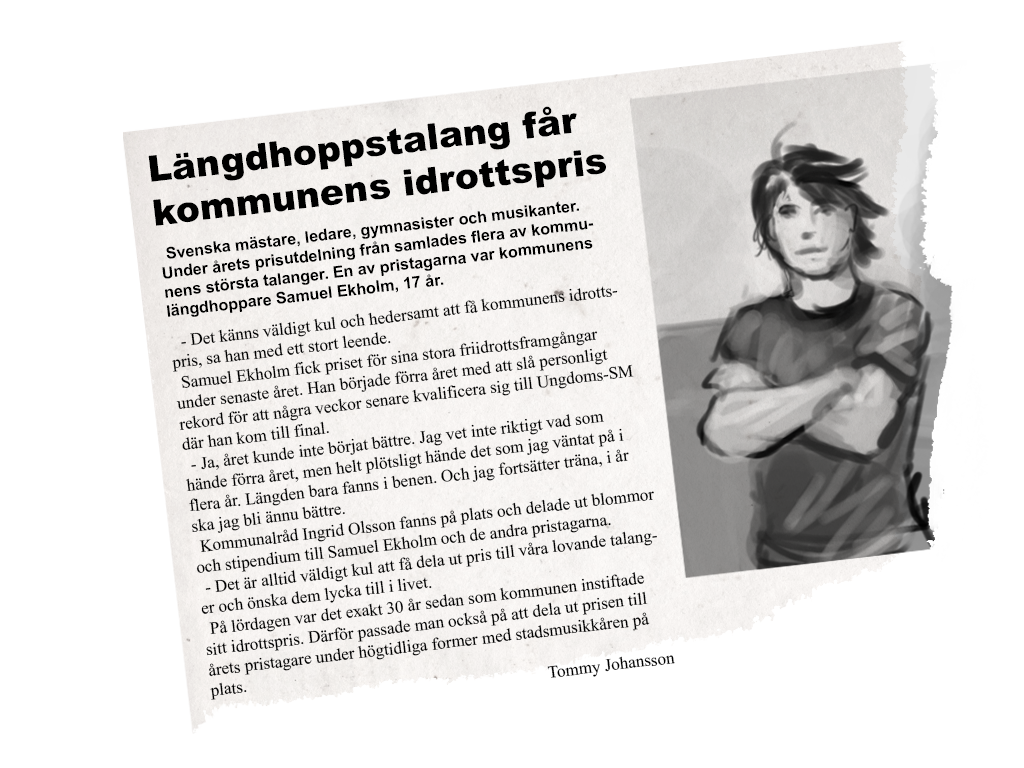 Längdhoppstalang får
kommunens idrottspris
Svenska mästare, ledare, gymnasister och musikanter.
Under årets prisutdelning från samlades flera av kommu-
nens största talanger. En av pristagarna var kommunens
längdhoppare Samuel Ekholm, 17 år.
- Det känns väldigt kul och hedersamt att få kommunens idrotts-
pris, sa han med ett stort leende.
Samuel Ekholm fick priset för sina stora friidrottsframgångar
under senaste året. Han började förra året med att slå personligt
rekord för att några veckor senare kvalificera sig till Ungdoms-SM
där han kom till final.
- Ja, året kunde inte börjat bättre. Jag vet inte riktigt vad som
hände förra året, men helt plötsligt hände det som jag väntat på i
flera år. Längden bara fanns i benen. Och jag fortsätter träna, i år
ska jag bli ännu bättre.
Kommunalråd Ingrid Olsson fanns på plats och delade ut blommor
och stipendium till Samuel Ekholm och de andra pristagarna.
- Det är alltid väldigt kul att få dela ut pris till våra lovande talang-
er och önska dem lycka till i livet.
På lördagen var det exakt 30 år sedan som kommunen instiftade
sitt idrottspris. Därför passade man också på att dela ut prisen till
årets pristagare under högtidliga former med stadsmusikkåren på
plats.
Tommy Johansson